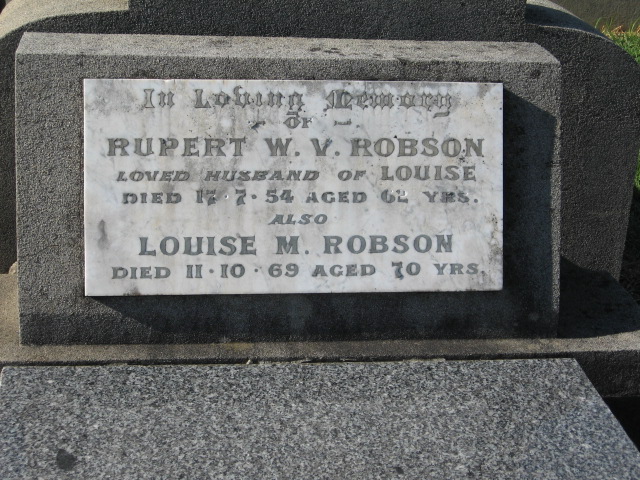 In Loving Memory
OF
RUPERT W. V. ROBSON
LOVED HUSBAND OF LOUISE
DIED 17·7·54 AGED 62 YRS.
ALSO
LOUISE M. ROBSON
DIED 11·10·69 AGED 70 YRS.